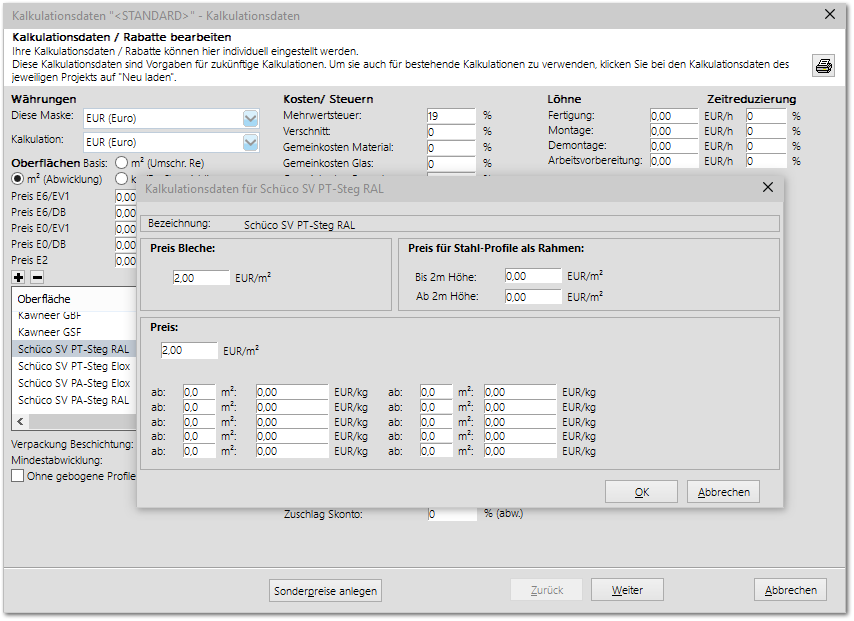 Kalkulationsdaten "<STANDARD>" - Kalkulationsdaten
Kalkulationsdaten / Rabatte bearbeiten
Ihre Kalkulationsdaten / Rabatte können hier individuell eingestellt werden.
Diese Kalkulationsdaten sind Vorgaben für zukünftige Kalkulationen. Um sie auch für bestehende Kalkulationen zu verwenden, klicken Sie bei den Kalkulationsdaten des
jeweiligen Projekts auf "Neu laden".
Währungen Kosten/ Steuern Löhne Zeitreduzierung
Diese Maske: EUR (Euro) Mehrwertsteuer: 19 % Fertigung: 0,00 EUR/h 0 %
Verschnitt: 0 % Montage: 0,00 EUR/h 0 %
Kalkulation: EUR (Euro) Gemeinkosten Material: 0 % Demontage: 0,00 EUR/h 0 %
Oberflächen Basis: m² (Umschr. Re) Gemeinkosten Glas: 0 % Arbeitsvorbereitung: 0,00 EUR/h 0 %
m² (Abwicklung)
Preis E6/EV1 0,00
Preis E6/DB 0,00
Preis E0/EV1 0,00
Preis E0/DB 0,00
Preis E2 0,00
Oberfläche
Kawneer GBF
Kawneer GSF
Schüco SV PT-Steg RAL
Schüco SV PT-Steg Elox
Schüco SV PA-Steg Elox
Schüco SV PA-Steg RAL
Verpackung Beschichtung:
Mindestabwicklung:
Ohne gebogene Profile
Kalkulationsdaten für Schüco SV PT-Steg RAL
Bezeichnung: Schüco SV PT-Steg RAL
Preis Bleche: Preis für Stahl-Profile als Rahmen:
2,00 EUR/m² Bis 2m Höhe: 0,00 EUR/m²
Ab 2m Höhe: 0,00 EUR/m²
Preis:
2,00 EUR/m²
ab: 0,0 m²: 0,00 EUR/kg ab: 0,0 m²: 0,00 EUR/kg
ab: 0,0 m²: 0,00 EUR/kg ab: 0,0 m²: 0,00 EUR/kg
ab: 0,0 m²: 0,00 EUR/kg ab: 0,0 m²: 0,00 EUR/kg
ab: 0,0 m²: 0,00 EUR/kg ab: 0,0 m²: 0,00 EUR/kg
ab: 0,0 m²: 0,00 EUR/kg ab: 0,0 m²: 0,00 EUR/kg
OK Abbrechen
Zuschlag Skonto: 0 % (abw.)
Sonderpreise anlegen Zurück Weiter Abbrechen